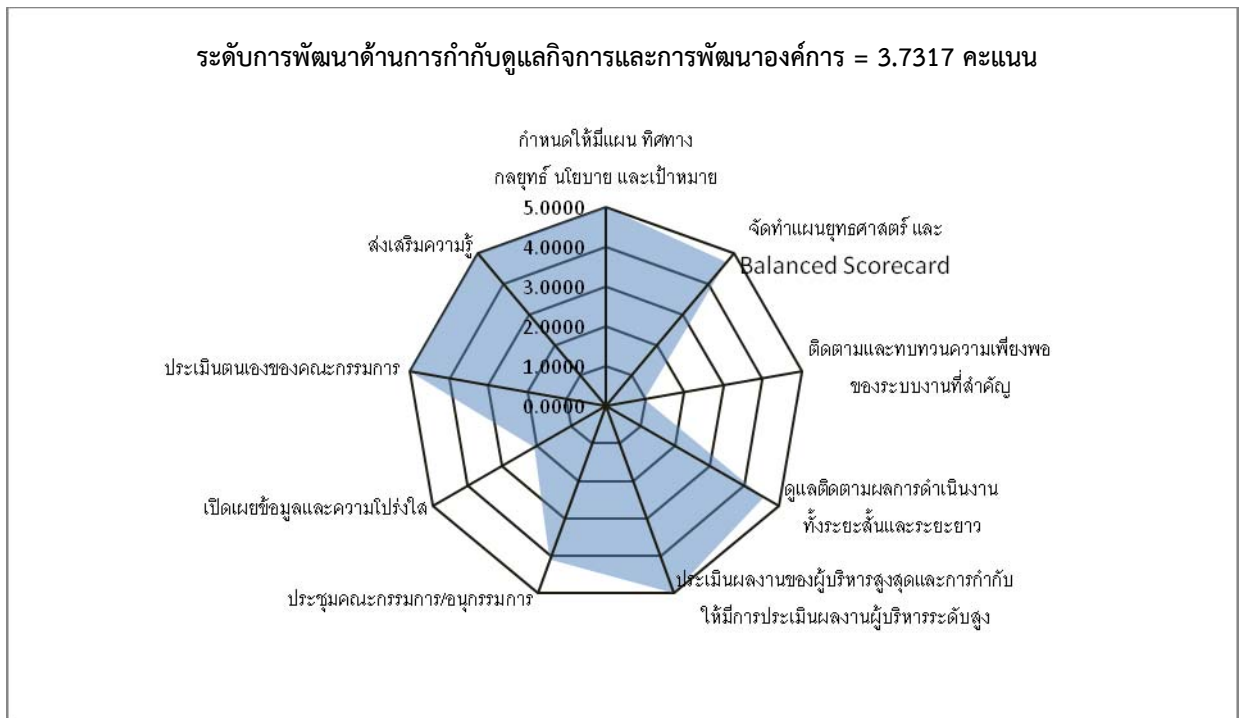 ระดับการพัฒนาด้านการกำกับดูแลกิจการและการพัฒนาองค์การ = 3.7317 คะแนน
กำหนดให้มีแผน ทิศทาง
กลยุทธ์ นโยบาย และเป้าหมาย
5.0000
4.0000
3.0000
2.0000
1.0000
0.0000
จัดทำแผนยุทธศาสตร์ และ
Balanced Scorecard
ติดตามและทบทวนความเพียงพอ
ของระบบงานที่สำคัญ
ดูแลติดตามผลการดำเนินงาน
ทั้งระยะสั้นและระยะยาว
ประเมินผลงานของผู้บริหารสูงสุดและการกำกับ
ให้มีการประเมินผลงานผู้บริหารระดับสูง
ประชุมคณะกรรมการ/อนุกรรมการ
เปิดเผยข้อมูลและความโปร่งใส
ประเมินตนเองของคณะกรรมการ
ส่งเสริมความรู้